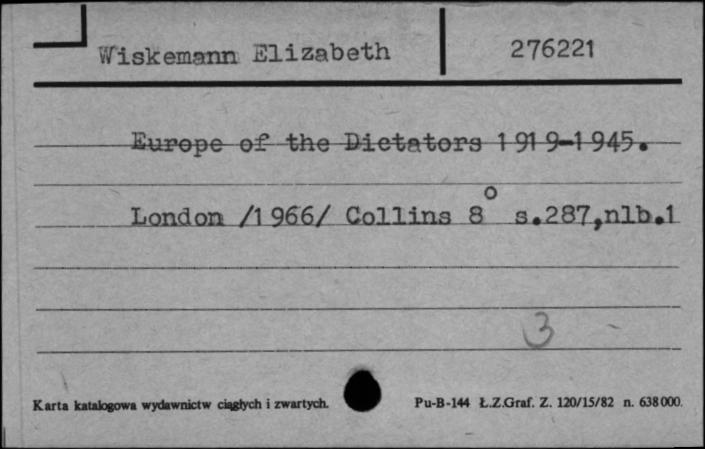 Wiskemann Elizabeth 276221
Europe of the Dictators 1919-1945.
London /1966/ Collins 8° s.287,nlb.1
3
Karta katalogowa wydawnictw ciągłych i zwartych. Pu-B-144 Ł.Z.Graf. Z. 120/15/82 n. 638000.